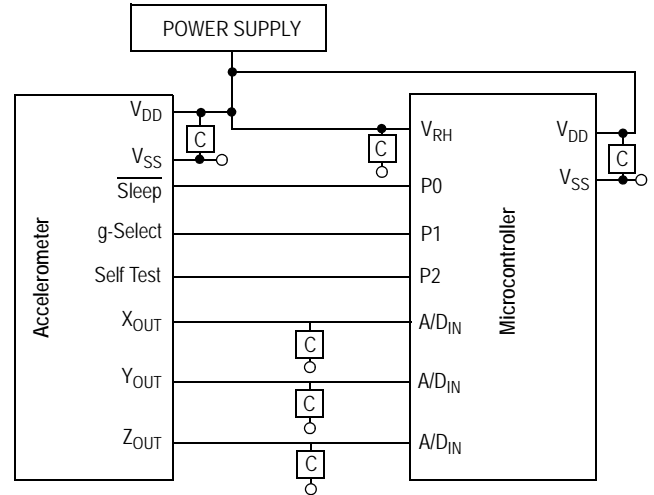 POWER SUPPLY
Accelerometer
V_DD
C
V_SS
S̅l̅e̅e̅p̅
g-Select
Self Test
X_OUT
Y_OUT
Z_OUT
C
C
C
C
Microcontroller
V_RH
P0
P1
P2
A/D_IN
A/D_IN
A/D_IN
V_DD
C
V_SS